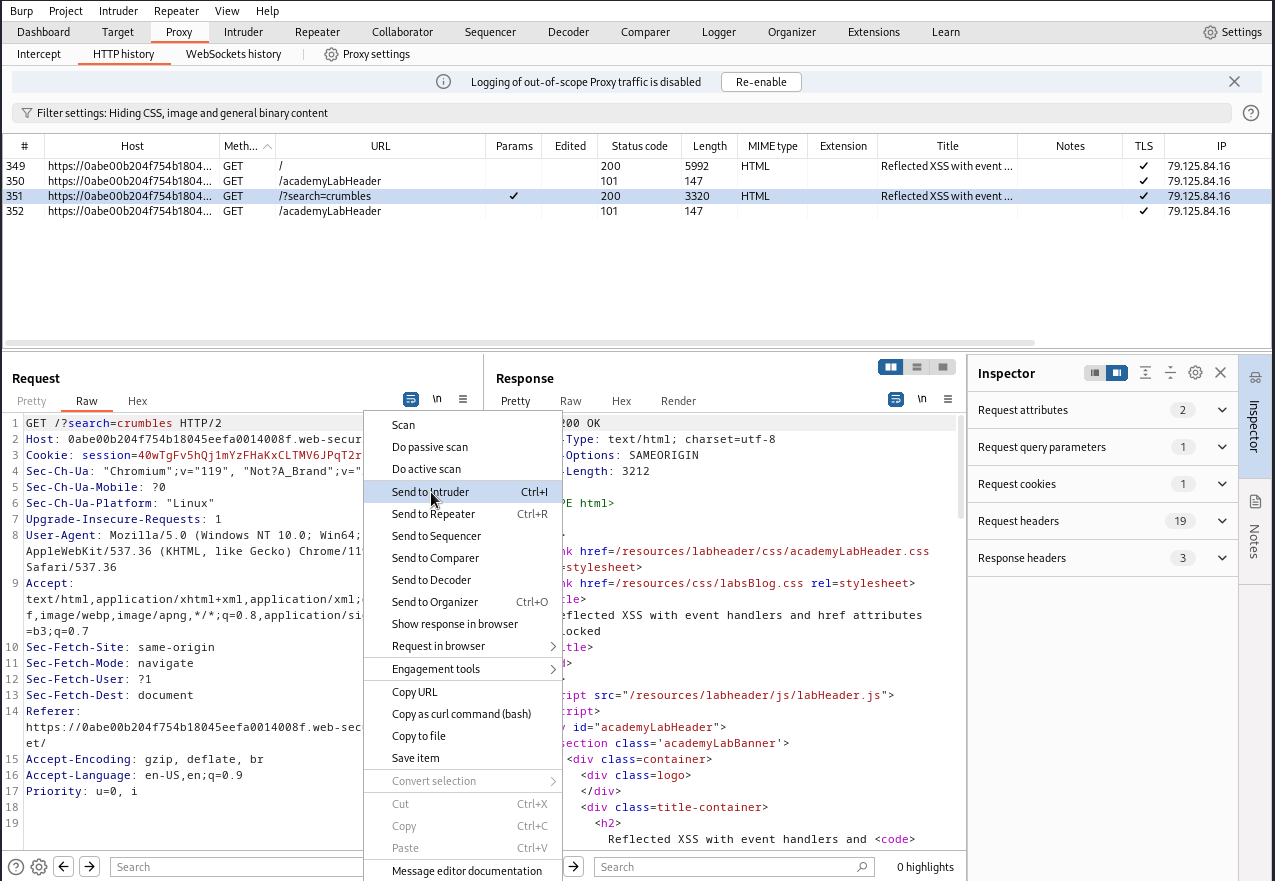 Burp Project Intruder Repeater View Help
Dashboard Target Proxy Intruder Repeater Collaborator Sequencer Decoder Comparer Logger Organizer Extensions Learn Settings
Intercept HTTP history WebSockets history Proxy settings
Logging of out-of-scope Proxy traffic is disabled Re-enable
Filter settings: Hiding CSS, image and general binary content
# Host Meth... URL Params Edited Status code Length MIME type Extension Title Notes TLS IP
349 https://0abe00b204f754b1804... GET / 200 5992 HTML Reflected XSS with event ... ✓ 79.125.84.16
350 https://0abe00b204f754b1804... GET /academyLabHeader 101 147 ✓ 79.125.84.16
351 https://0abe00b204f754b1804... GET /?search=crumbles ✓ 200 3320 HTML Reflected XSS with event ... ✓ 79.125.84.16
352 https://0abe00b204f754b1804... GET /academyLabHeader 101 147 ✓ 79.125.84.16
Request
Pretty Raw Hex \n
1 GET /?search=crumbles HTTP/2
2 Host: 0abe00b204f754b18045eefa0014008f.web-secur
3 Cookie: session=40wTgFv5hQj1mYzFHaKxCLTMV6JPqT2r
4 Sec-Ch-Ua: "Chromium";v="119", "Not?A_Brand";v="
5 Sec-Ch-Ua-Mobile: ?0
6 Sec-Ch-Ua-Platform: "Linux"
7 Upgrade-Insecure-Requests: 1
8 User-Agent: Mozilla/5.0 (Windows NT 10.0; Win64;
AppleWebKit/537.36 (KHTML, like Gecko) Chrome/11
Safari/537.36
9 Accept:
text/html,application/xhtml+xml,application/xml;
f,image/webp,image/apng,*/*;q=0.8,application/si
=b3;q=0.7
10 Sec-Fetch-Site: same-origin
11 Sec-Fetch-Mode: navigate
12 Sec-Fetch-User: ?1
13 Sec-Fetch-Dest: document
14 Referer:
https://0abe00b204f754b18045eefa0014008f.web-sec
et/
15 Accept-Encoding: gzip, deflate, br
16 Accept-Language: en-US,en;q=0.9
17 Priority: u=0, i
18
19
Search
Scan
Do passive scan
Do active scan
Send to Intruder Ctrl+I
Send to Repeater Ctrl+R
Send to Sequencer
Send to Comparer
Send to Decoder
Send to Organizer Ctrl+O
Show response in browser
Request in browser
Engagement tools
Copy URL
Copy as curl command (bash)
Copy to file
Save item
Convert selection
Cut Ctrl+X
Copy Ctrl+C
Paste Ctrl+V
Message editor documentation
Response
Pretty Raw Hex Render \n
200 OK
-Type: text/html; charset=utf-8
-Options: SAMEORIGIN
-Length: 3212
PE html>
>
nk href=/resources/labheader/css/academyLabHeader.css
=stylesheet>
nk href=/resources/css/labsBlog.css rel=stylesheet>
tle>
eflected XSS with event handlers and href attributes
locked
itle>
d>
>
ript src="/resources/labheader/js/labHeader.js">
cript>
v id="academyLabHeader">
section class='academyLabBanner'>
<div class=container>
<div class=logo>
</div>
<div class=title-container>
<h2>
Reflected XSS with event handlers and <code>
Search 0 highlights
Inspector
Request attributes 2
Request query parameters 1
Request cookies 1
Request headers 19
Response headers 3
Inspector
Notes